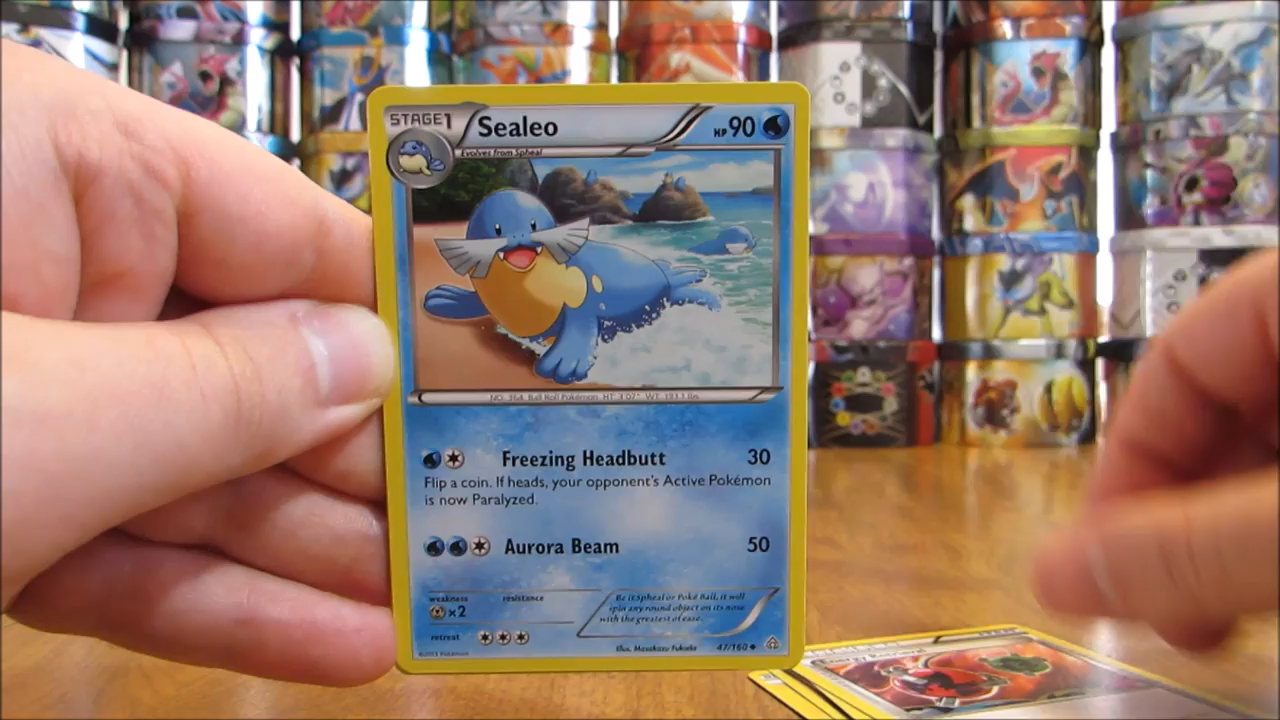 STAGE1 Sealeo HP 90
Evolves from Spheal
NO. 364 Ball Roll Pokémon HT: 3'07" WT: 193.1 lbs
Freezing Headbutt 30
Flip a coin. If heads, your opponent's Active Pokémon
is now Paralyzed.
Aurora Beam 50
weakness resistance
×2
retreat
Be it Spheal or Poké Ball, it will
spin any round object on its nose
with the greatest of ease.
©2015 Pokémon
Illus. Masakazu Fukuda 47/160